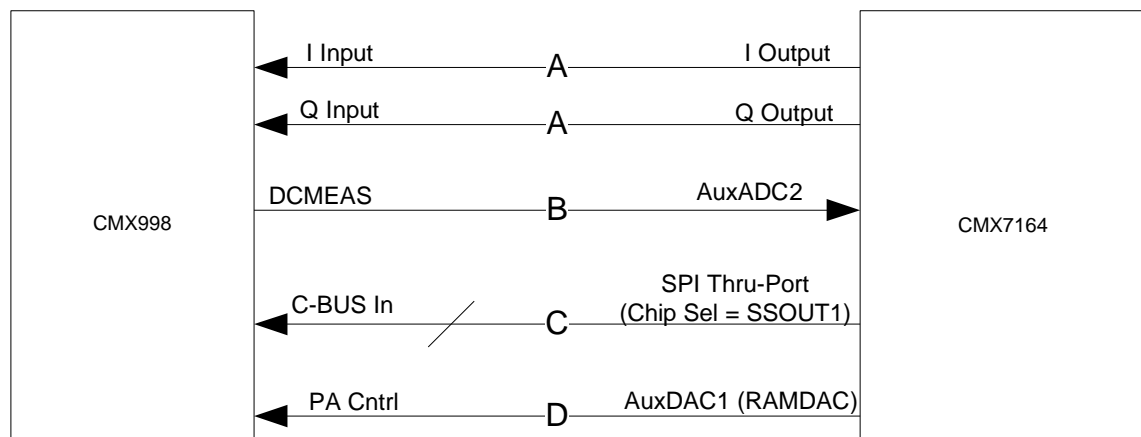 I Input A I Output
Q Input A Q Output
DCMEAS B AuxADC2
CMX998 CMX7164
SPI Thru-Port
C-BUS In C (Chip Sel = SSOUT1)
PA Cntrl D AuxDAC1 (RAMDAC)